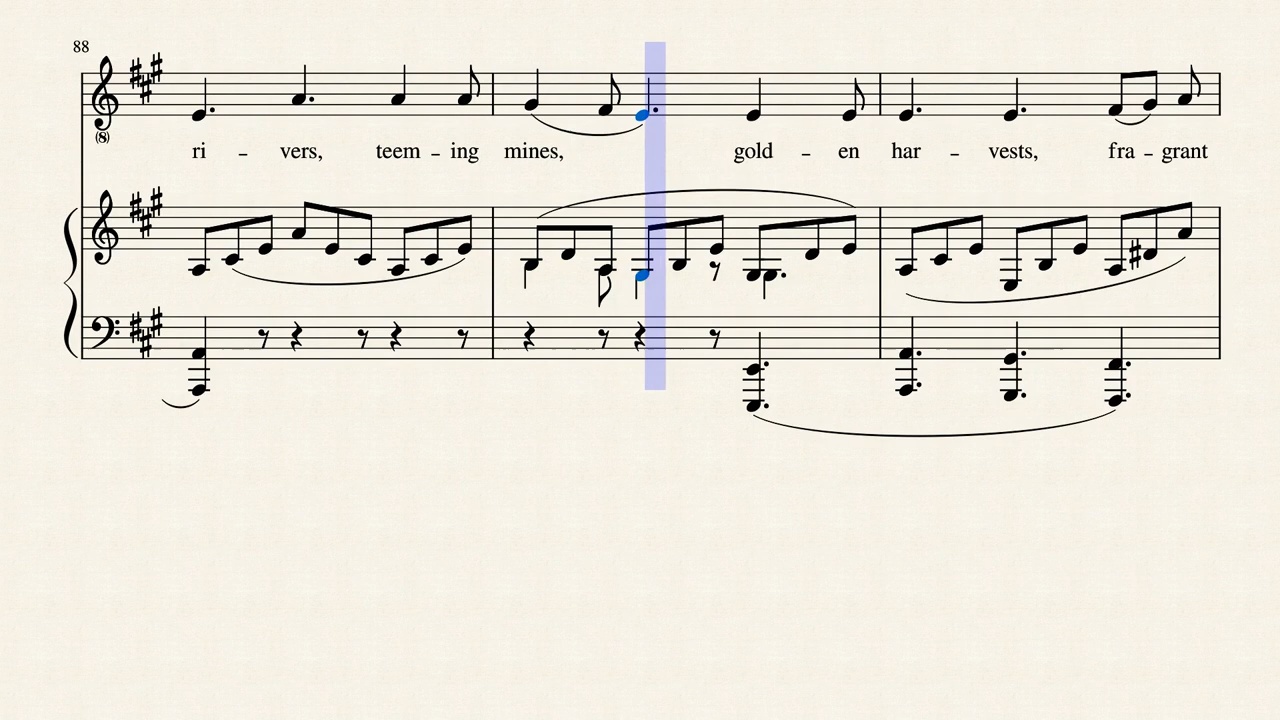 88
(8)
ri – vers, teem – ing mines, gold – en har – vests, fra – grant